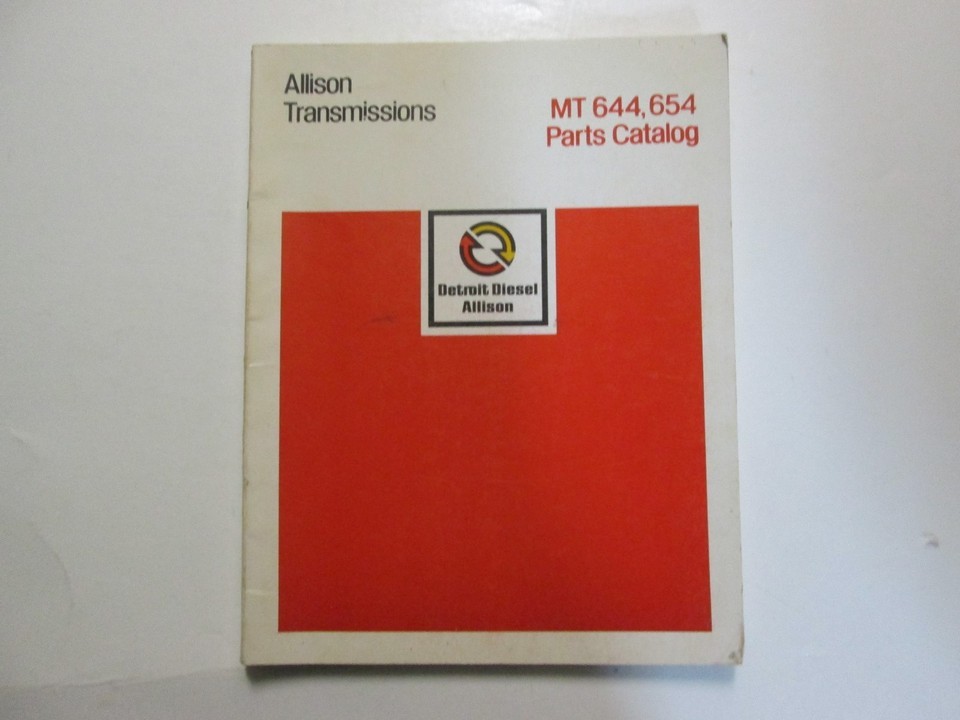 Allison
Transmissions
MT 644, 654
Parts Catalog
Detroit Diesel
Allison